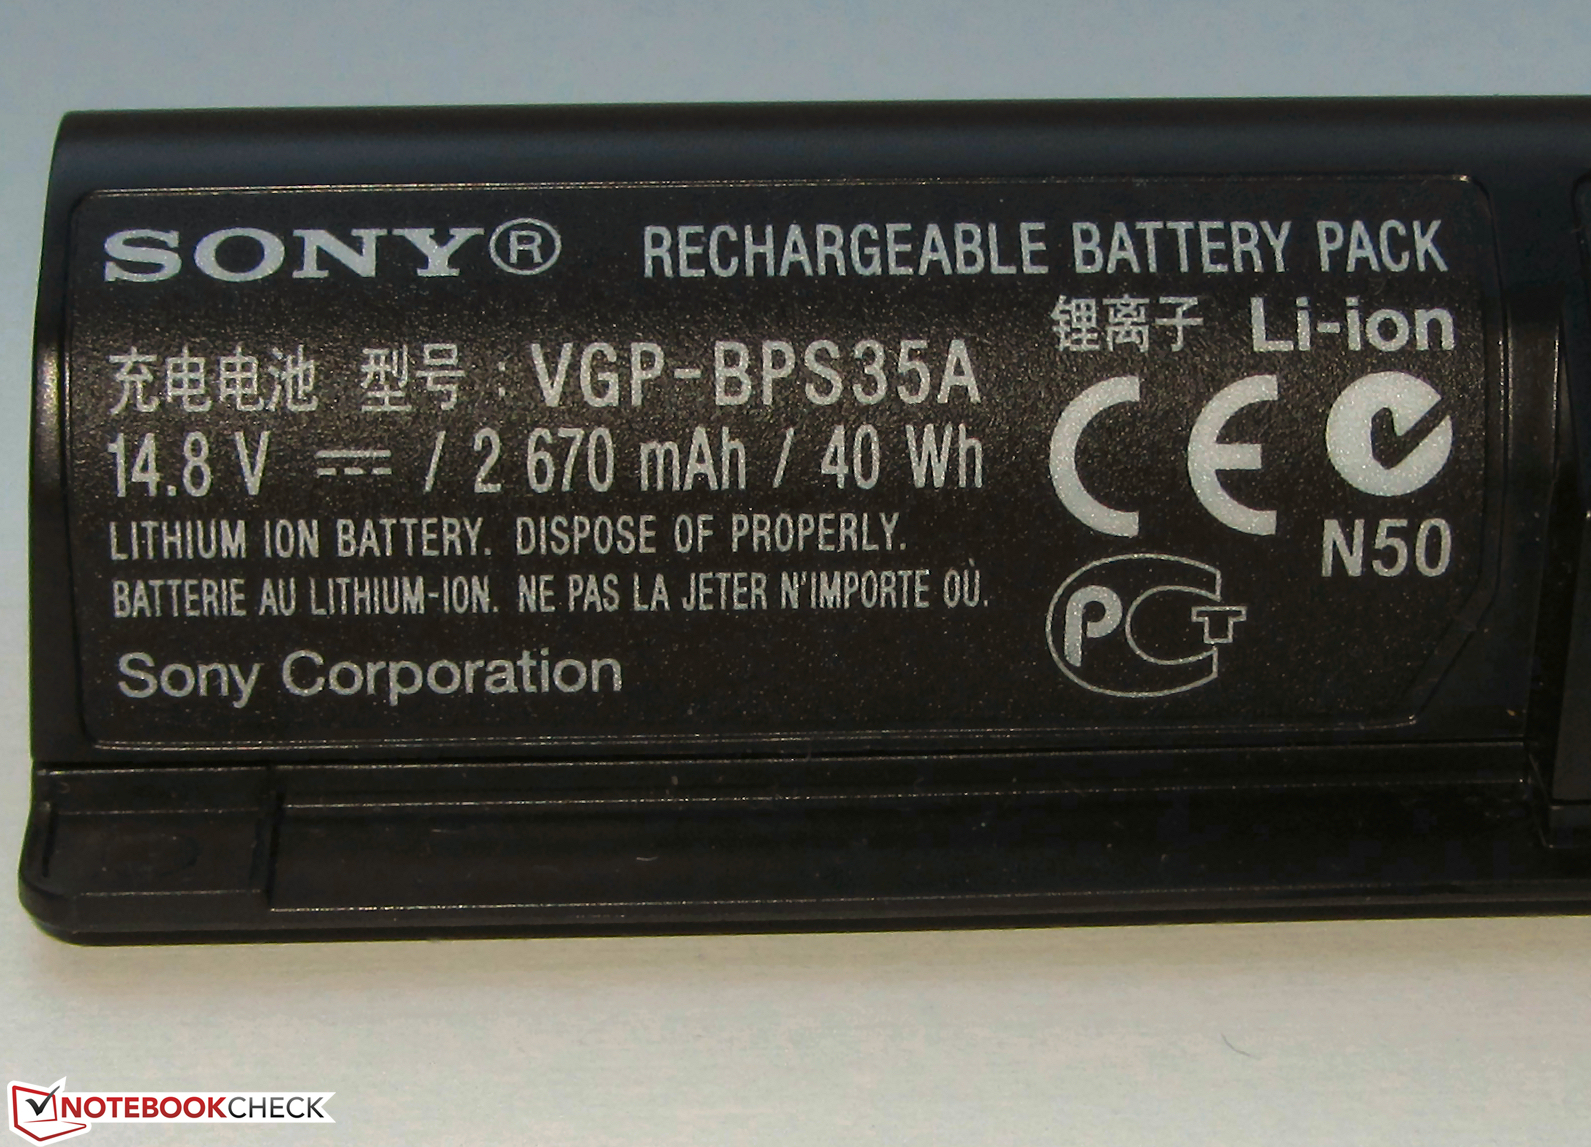 SONY® RECHARGEABLE BATTERY PACK
锂离子 Li-ion
充电电池 型号：VGP-BPS35A
14.8 V ⎓ / 2 670 mAh / 40 Wh
CE
LITHIUM ION BATTERY. DISPOSE OF PROPERLY.
N50
BATTERIE AU LITHIUM-ION. NE PAS LA JETER N'IMPORTE OÙ.
PCT
Sony Corporation
NOTEBOOKCHECK